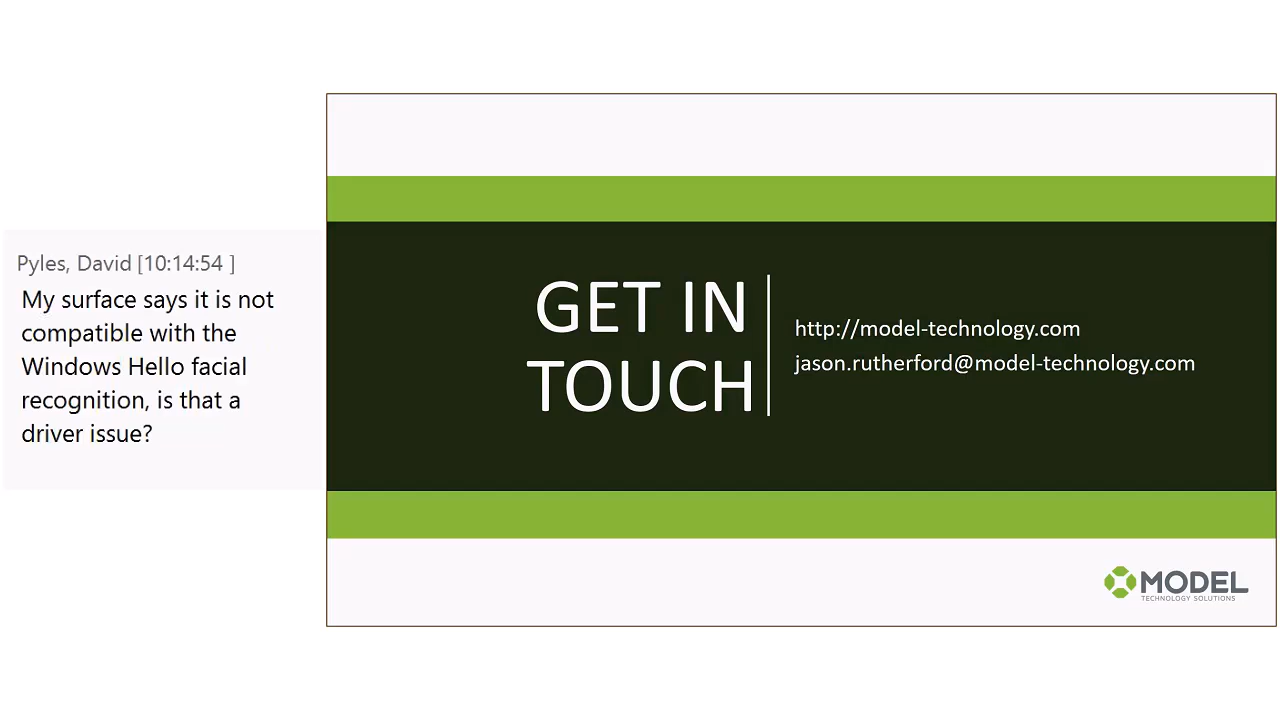 Pyles, David [10:14:54 ]
My surface says it is not
compatible with the
Windows Hello facial
recognition, is that a
driver issue?
GET IN
TOUCH
http://model-technology.com
jason.rutherford@model-technology.com
MODEL
TECHNOLOGY SOLUTIONS